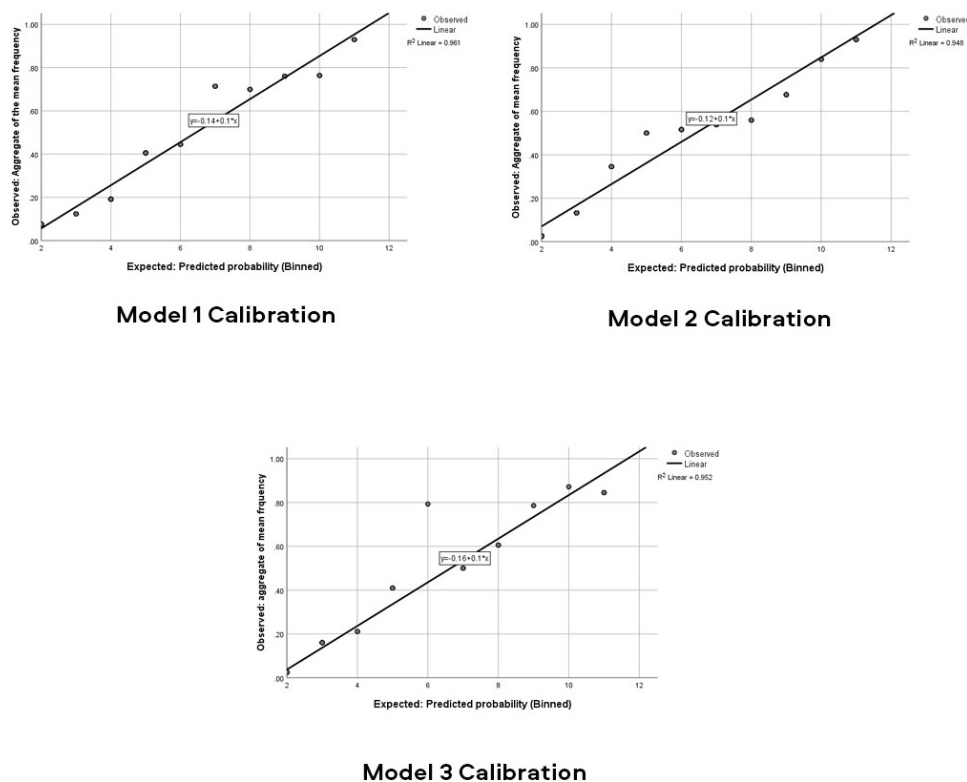 1.00
.80
.60
.40
.20
.00
Observed: Aggregate of the mean frequency
y=-0.14+0.1*x
2 4 6 8 10 12
Expected: Predicted probability (Binned)
Observed
Linear
R² Linear = 0.961
Model 1 Calibration
1.00
.80
.60
.40
.20
.00
Observed: Aggregate of mean frequency
y=-0.12+0.1*x
2 4 6 8 10 12
Expected: Predicted probability (Binned)
Observed
Linear
R² Linear = 0.948
Model 2 Calibration
1.00
.80
.60
.40
.20
.00
Observed: aggregate of mean frquency
y=-0.16+0.1*x
2 4 6 8 10 12
Expected: Predicted probability (Binned)
Observed
Linear
R² Linear = 0.952
Model 3 Calibration